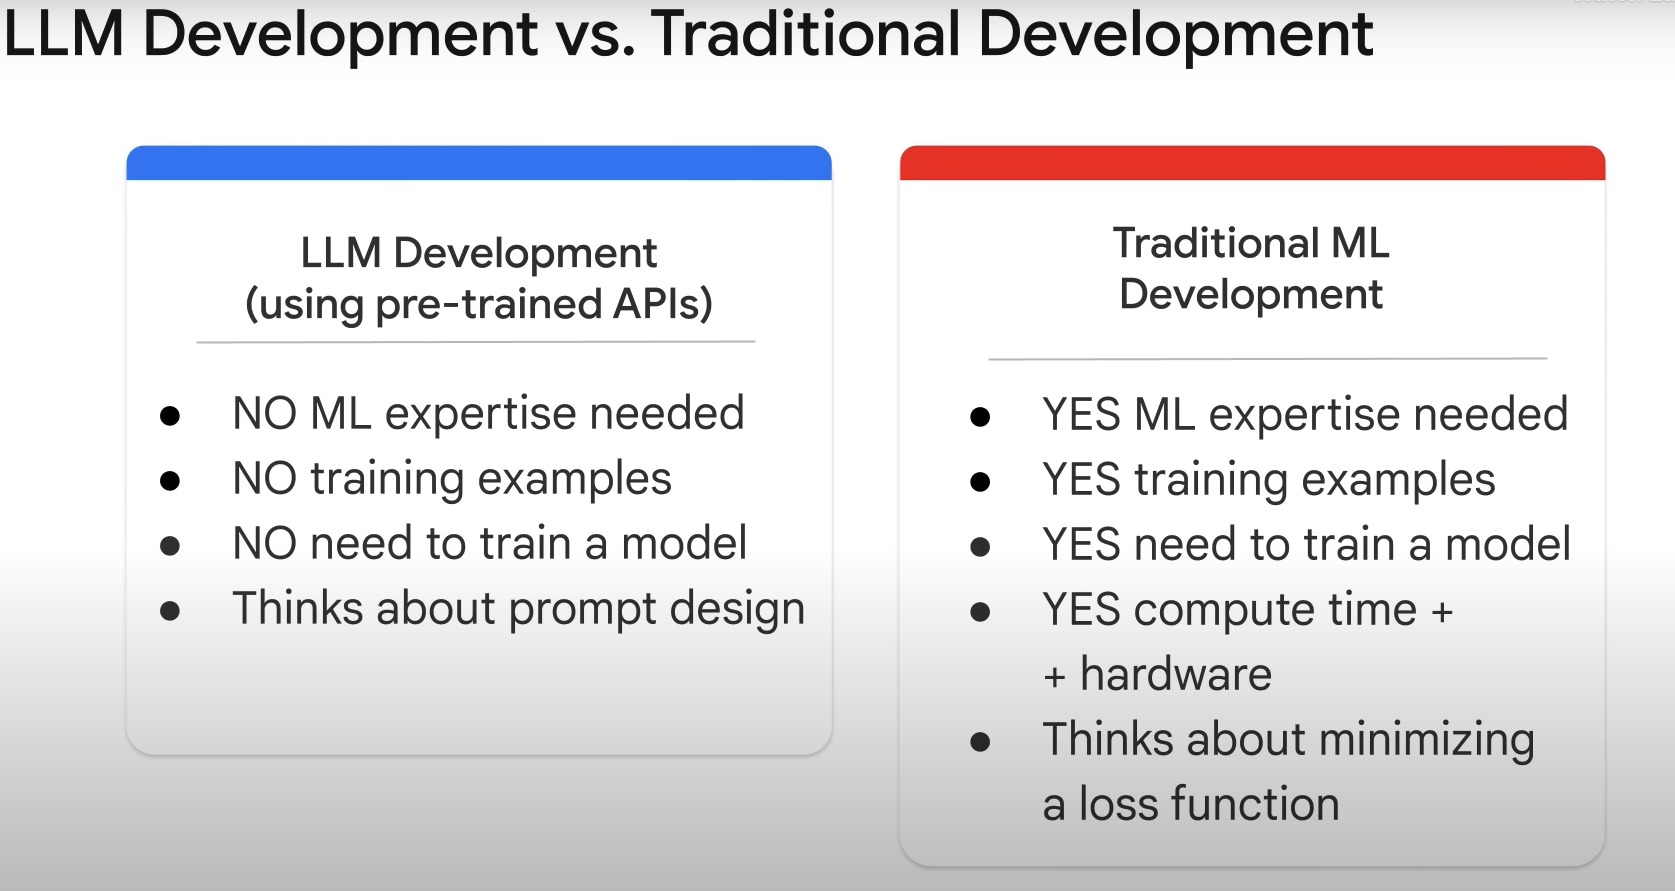 LLM Development vs. Traditional Development
LLM Development
(using pre-trained APIs)
● NO ML expertise needed
● NO training examples
● NO need to train a model
● Thinks about prompt design
Traditional ML
Development
● YES ML expertise needed
● YES training examples
● YES need to train a model
● YES compute time +
+ hardware
● Thinks about minimizing
a loss function